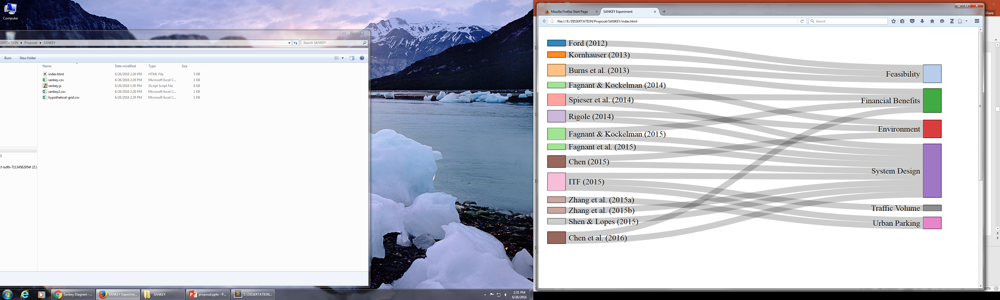 Computer
SSERTATION ▸ Proposal ▸ SANKEY
Search SANKEY
Burn New folder
Name Date modified Type Size
index.html 6/26/2016 2:26 PM HTML File 5 KB
sankey.csv 6/26/2016 2:29 PM Microsoft Excel C... 1 KB
sankey.js 6/26/2016 1:50 PM JScript Script File 8 KB
sankey2.csv 6/26/2016 2:26 PM Microsoft Excel C... 1 KB
hypothetical-grid.csv 6/26/2016 2:29 PM Microsoft Excel C... 1 KB
:)
cf-bdfb-71134562954f (Z:)
Sankey Diagram -...
SANKEY Experime...
SANKEY
proposal.pptx - P...
E:\DISSERTATION...
2:31 PM
6/26/2016
Mozilla Firefox Start Page
SANKEY Experiment
Share
file:///E:/DISSERTATION/Proposal/SANKEY/index.html
Search
Ford (2012)
Kornhauser (2013)
Burns et al. (2013)
Fagnant & Kockelman (2014)
Spieser et al. (2014)
Rigole (2014)
Fagnant & Kockelman (2015)
Fagnant et al. (2015)
Chen (2015)
ITF (2015)
Zhang et al. (2015a)
Zhang et al. (2015b)
Shen & Lopes (2015)
Chen et al. (2016)
Feasibility
Financial Benefits
Environment
System Design
Traffic Volume
Urban Parking
92%